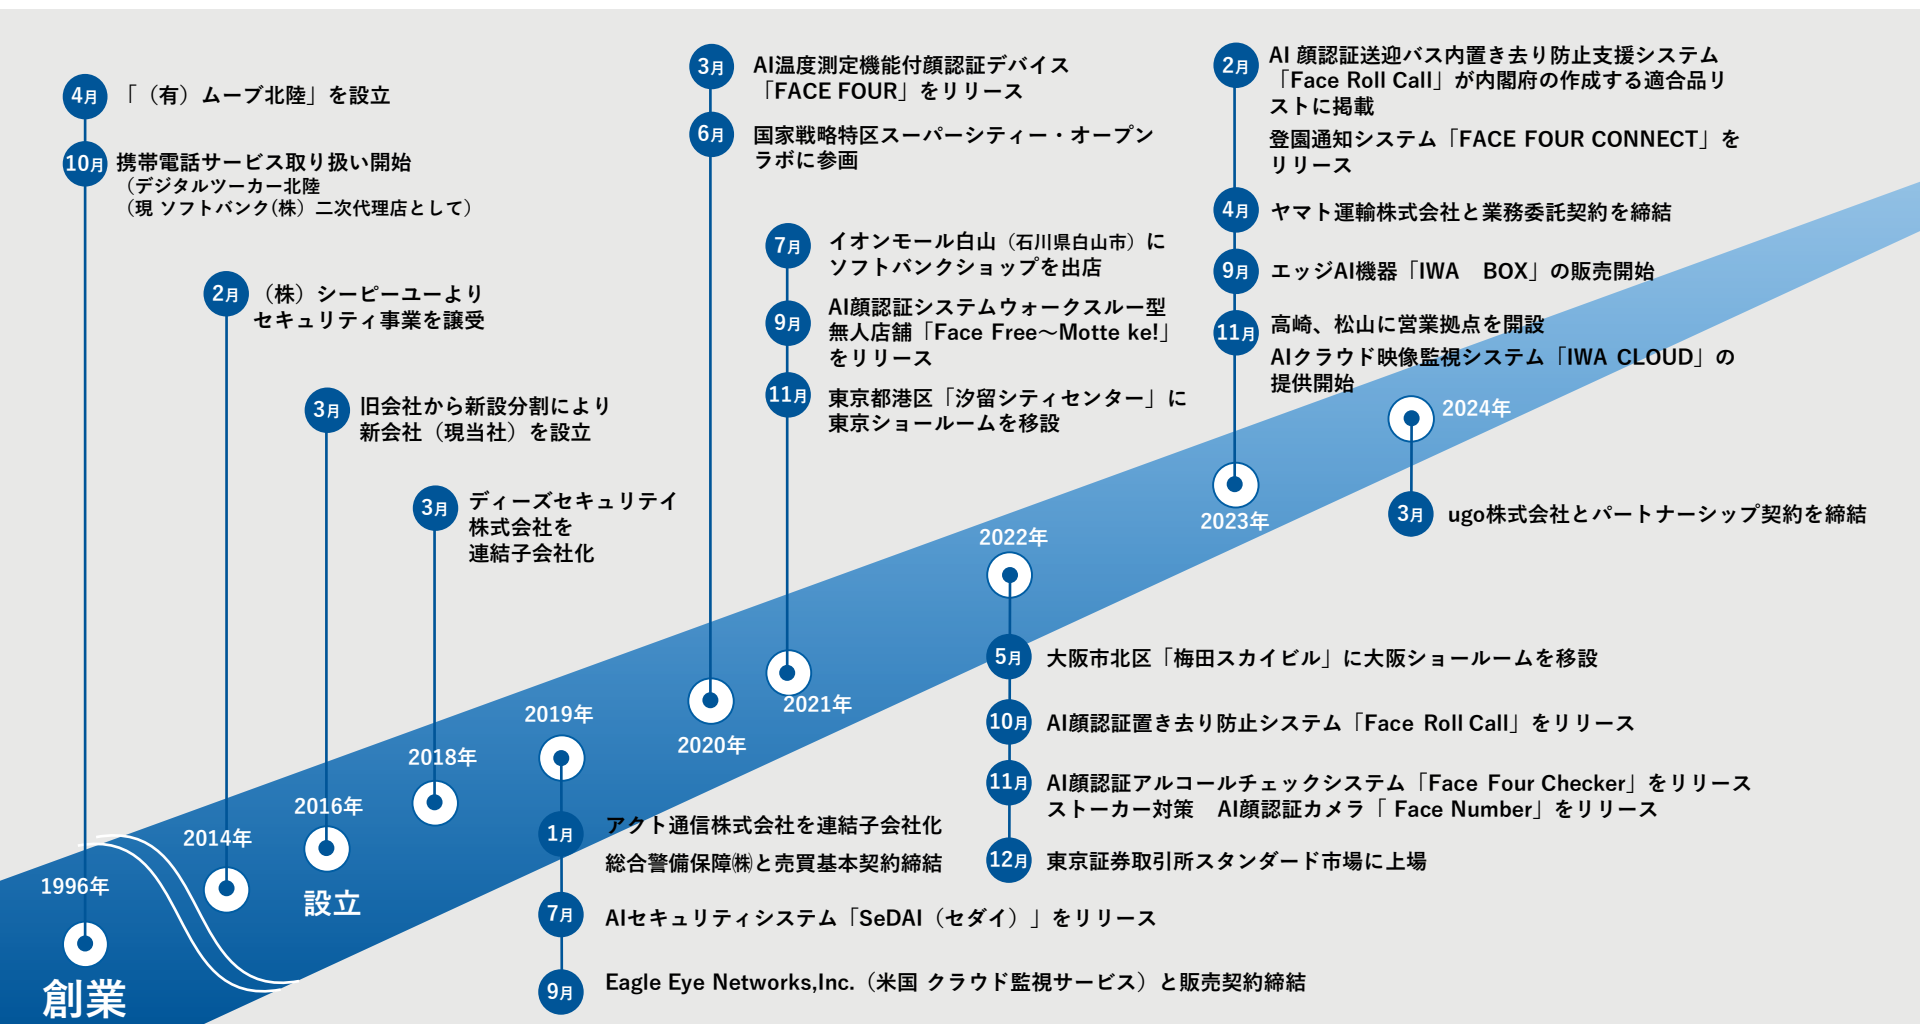 4月
「（有）ムーブ北陸」を設立
10月
携帯電話サービス取り扱い開始
（デジタルツーカー北陸
（現 ソフトバンク(株）二次代理店として）
1996年
創業
2月
（株）シーピーユーより
セキュリティ事業を譲受
2014年
3月
旧会社から新設分割により
新会社（現当社）を設立
2016年
設立
3月
ディーズセキュリテイ
株式会社を
連結子会社化
2018年
2019年
1月
アクト通信株式会社を連結子会社化
総合警備保障㈱と売買基本契約締結
7月
AIセキュリティシステム「SeDAI（セダイ）」をリリース
9月
Eagle Eye Networks,Inc.（米国 クラウド監視サービス）と販売契約締結
3月
AI温度測定機能付顔認証デバイス
「FACE FOUR」をリリース
6月
国家戦略特区スーパーシティー・オープン
ラボに参画
2020年
7月
イオンモール白山（石川県白山市）に
ソフトバンクショップを出店
9月
AI顔認証システムウォークスルー型
無人店舗「Face Free～Motte ke!」
をリリース
11月
東京都港区「汐留シティセンター」に
東京ショールームを移設
2021年
2022年
5月
大阪市北区「梅田スカイビル」に大阪ショールームを移設
10月
AI顔認証置き去り防止システム「Face Roll Call」をリリース
11月
AI顔認証アルコールチェックシステム「Face Four Checker」をリリース
ストーカー対策　AI顔認証カメラ「 Face Number」をリリース
12月
東京証券取引所スタンダード市場に上場
2月
AI 顔認証送迎バス内置き去り防止支援システム
「Face Roll Call」が内閣府の作成する適合品リ
ストに掲載
登園通知システム「FACE FOUR CONNECT」を
リリース
4月
ヤマト運輸株式会社と業務委託契約を締結
9月
エッジAI機器「IWA　BOX」の販売開始
11月
高崎、松山に営業拠点を開設
AIクラウド映像監視システム「IWA CLOUD」の
提供開始
2023年
2024年
3月
ugo株式会社とパートナーシップ契約を締結